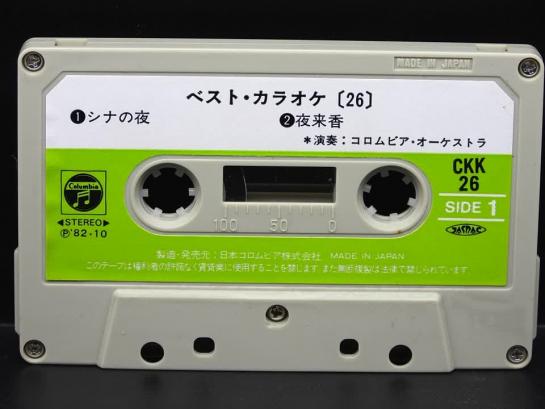 MADE IN JAPAN
ベスト・カラオケ〔26〕
❶シナの夜 ❷夜来香
＊演奏：コロムビア・オーケストラ
Columbia
CKK
26
◀STEREO▶
Ⓟ'82・10
SIDE 1
JASRAC
100 50 0
製造・発売元：日本コロムビア株式会社 MADE IN JAPAN
このテープは権利者の許諾なく賃貸業に使用することを禁じます また無断複製は法律で禁じられています